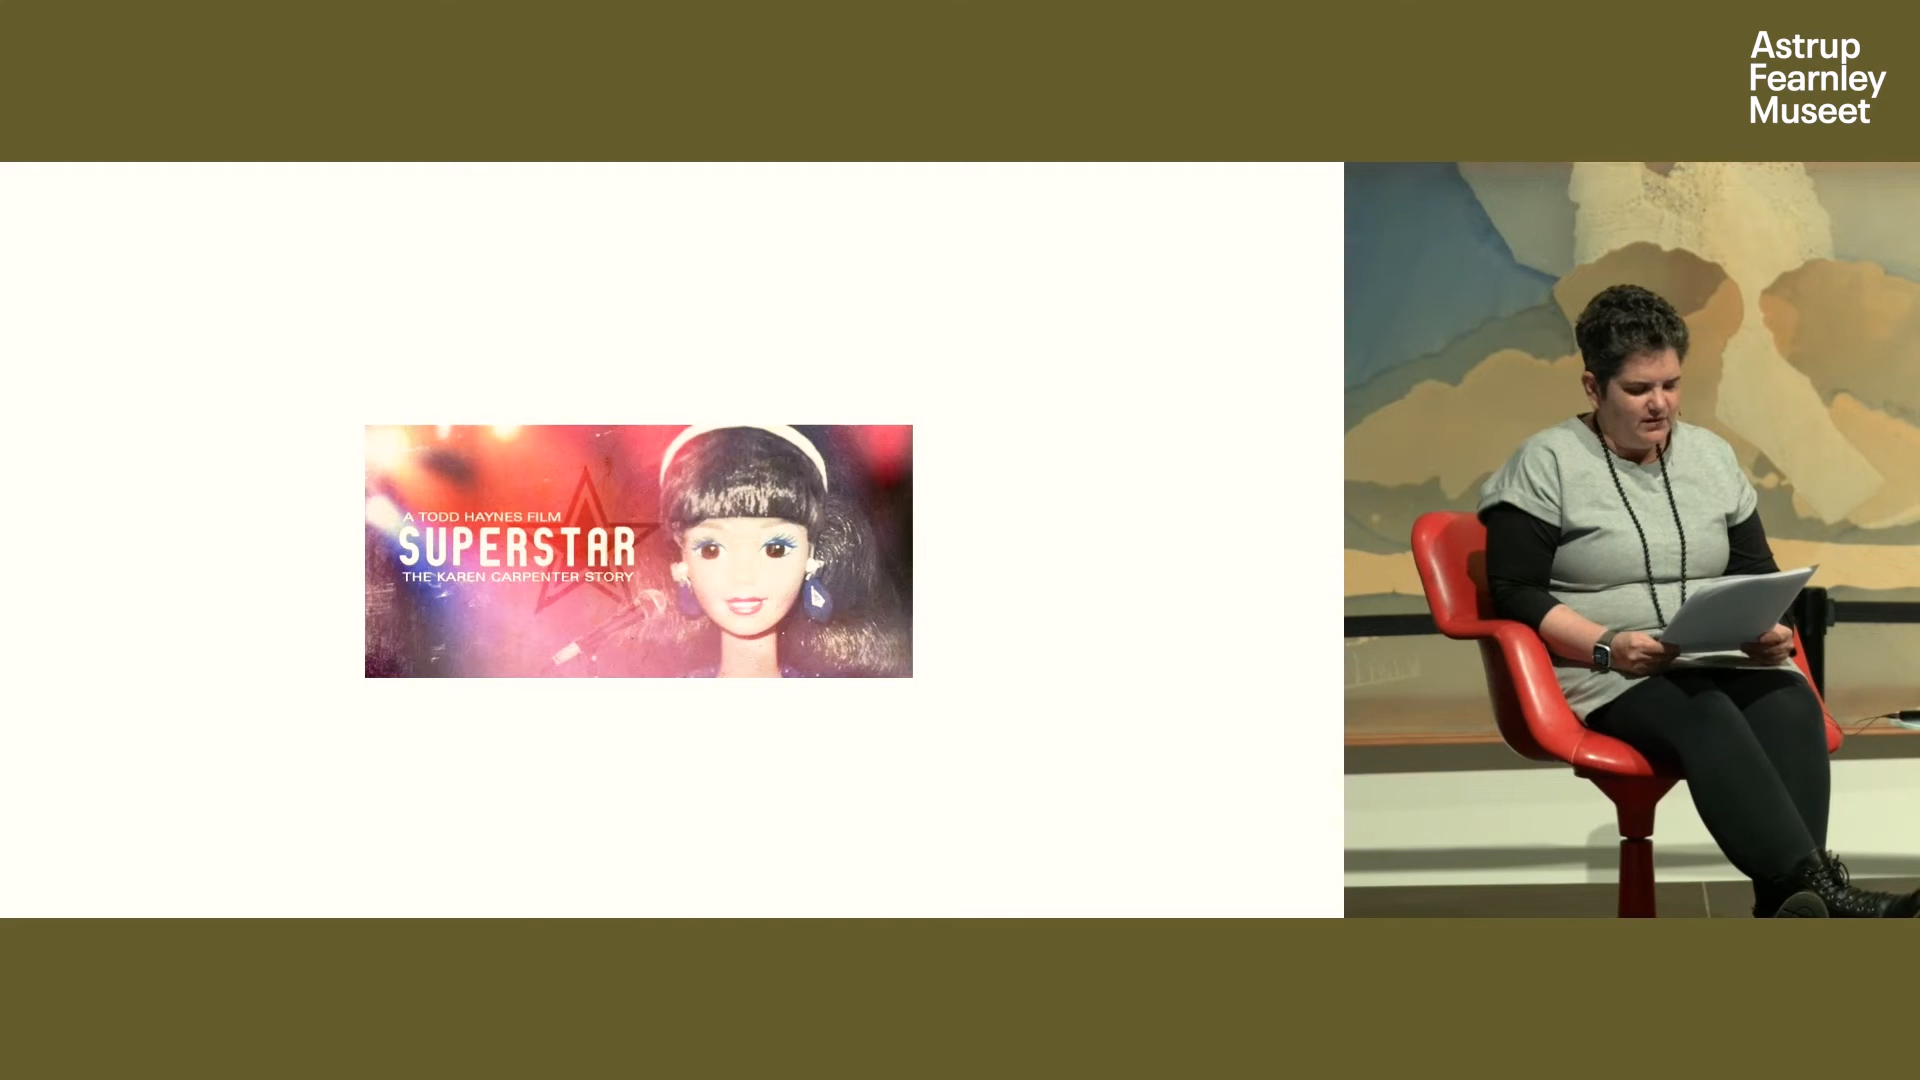 Astrup
Fearnley
Museet
A TODD HAYNES FILM
SUPERSTAR
THE KAREN CARPENTER STORY